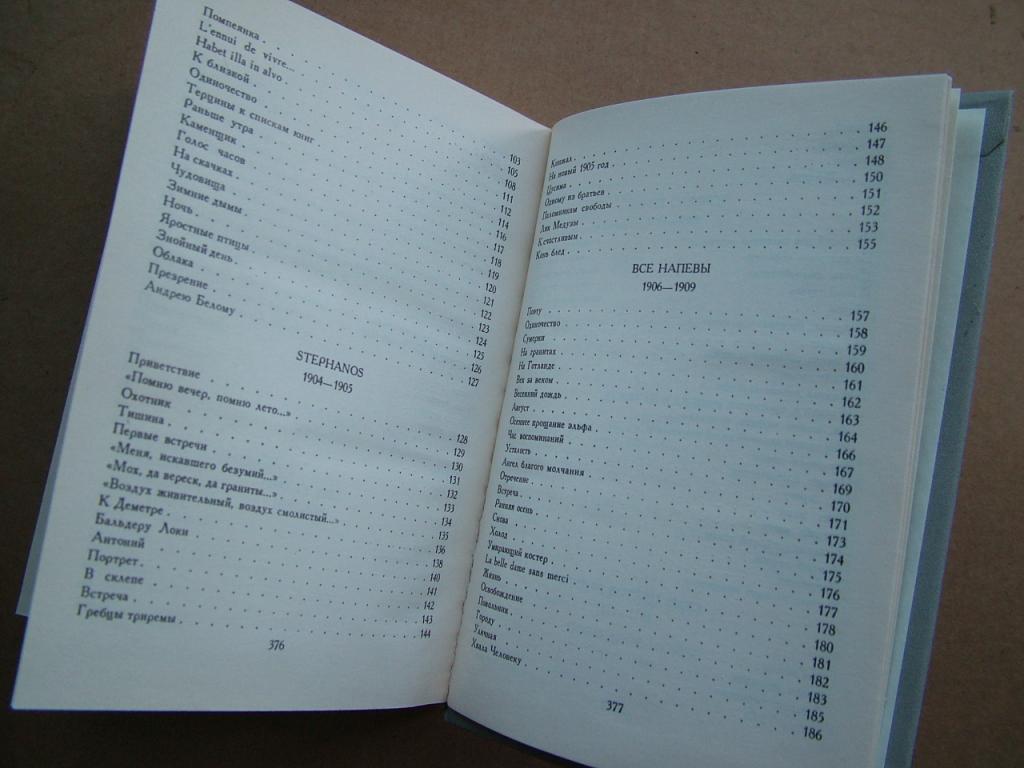 Помпеянка 103
L'ennui de vivre... 105
Habet illa in alvo 108
К близкой 111
Одиночество 112
Терцины к спискам книг 114
Раньше утра 116
Каменщик 117
Голос часов 118
На скачках 119
Чудовища 120
Зимние дымы 121
Ночь 122
Яростные птицы 123
Знойный день 124
Облака 125
Презрение 126
Андрею Белому 127
STEPHANOS
1904—1905
Приветствие 128
«Помню вечер, помню лето...» 129
Охотник 130
Тишина 131
Первые встречи 132
«Меня, искавшего безумий...» 133
«Мох, да вереск, да граниты...» 134
«Воздух живительный, воздух смолистый...» 135
К Деметре 136
Бальдеру Локи 138
Антоний 140
Портрет 141
В склепе 142
Встреча 143
Гребцы триремы 144
376
Кинжал 146
На новый 1905 год 147
Цусима 148
Одному из братьев 150
Паломникам свободы 151
Лик Медузы 152
К счастливым 153
Конь блед 155
ВСЕ НАПЕВЫ
1906—1909
Поэту 157
Одиночество 158
Сумерки 159
На гранитах 160
На Готланде 161
Век за веком 162
Весенний дождь 163
Август 164
Осеннее прощание эльфа 166
Час воспоминаний 167
Усталость 169
Ангел благого молчания 170
Отречение 171
Встреча 173
Ранняя осень 174
Снова 175
Холод 176
Умирающий костер 177
La belle dame sans merci 178
Жизнь 180
Освобождение 181
182
Городу 183
Уличная 185
Хвала Человеку 186
377